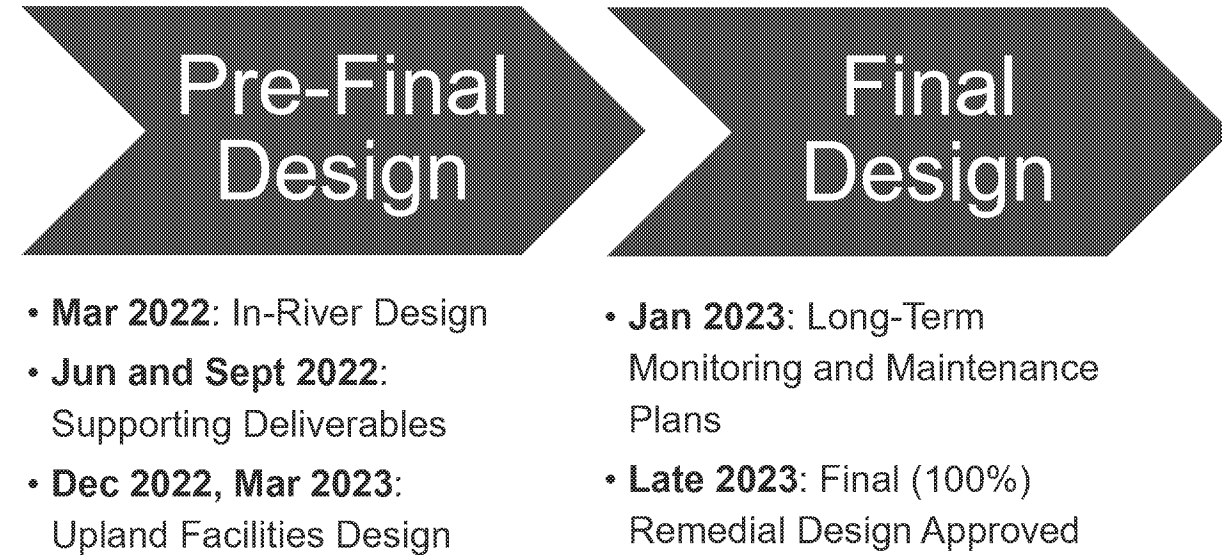 Pre-Final
Design
• Mar 2022: In-River Design
• Jun and Sept 2022:
Supporting Deliverables
• Dec 2022, Mar 2023:
Upland Facilities Design
Final
Design
• Jan 2023: Long-Term
Monitoring and Maintenance
Plans
• Late 2023: Final (100%)
Remedial Design Approved